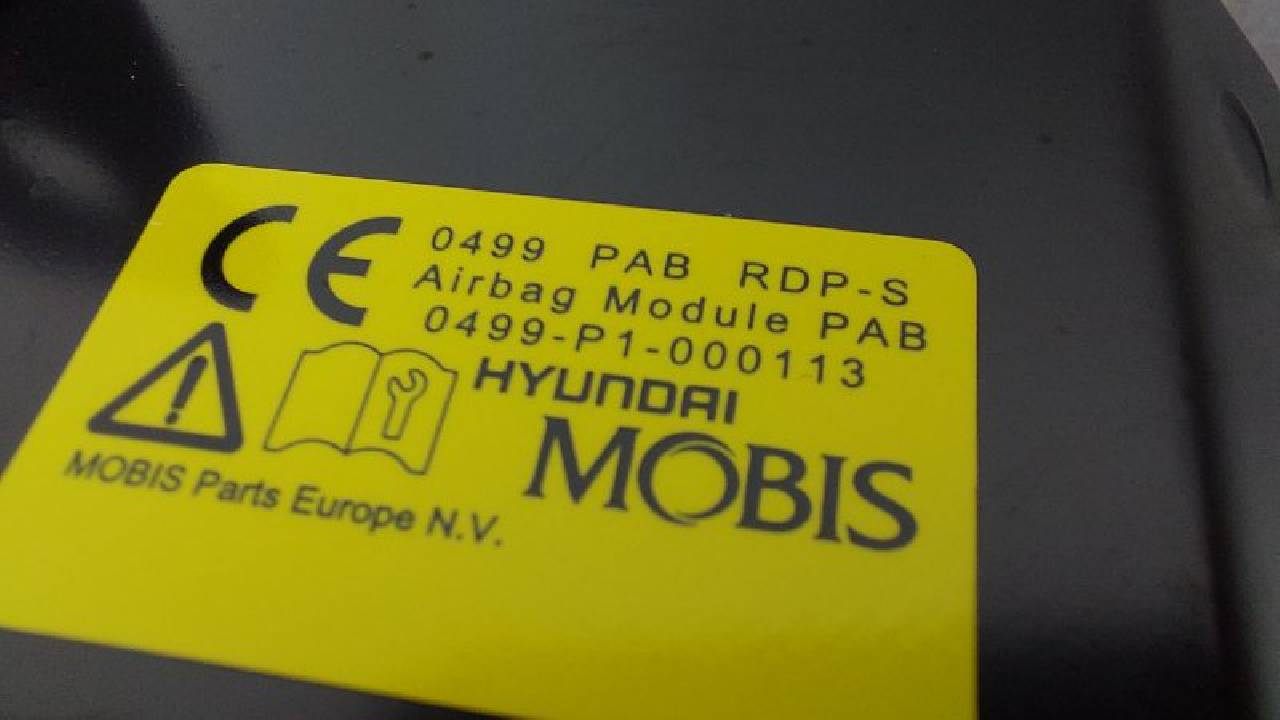 CE 0499 PAB RDP-S
Airbag Module PAB
0499-P1-000113
HYUNDAI
MOBIS
MOBIS Parts Europe N.V.